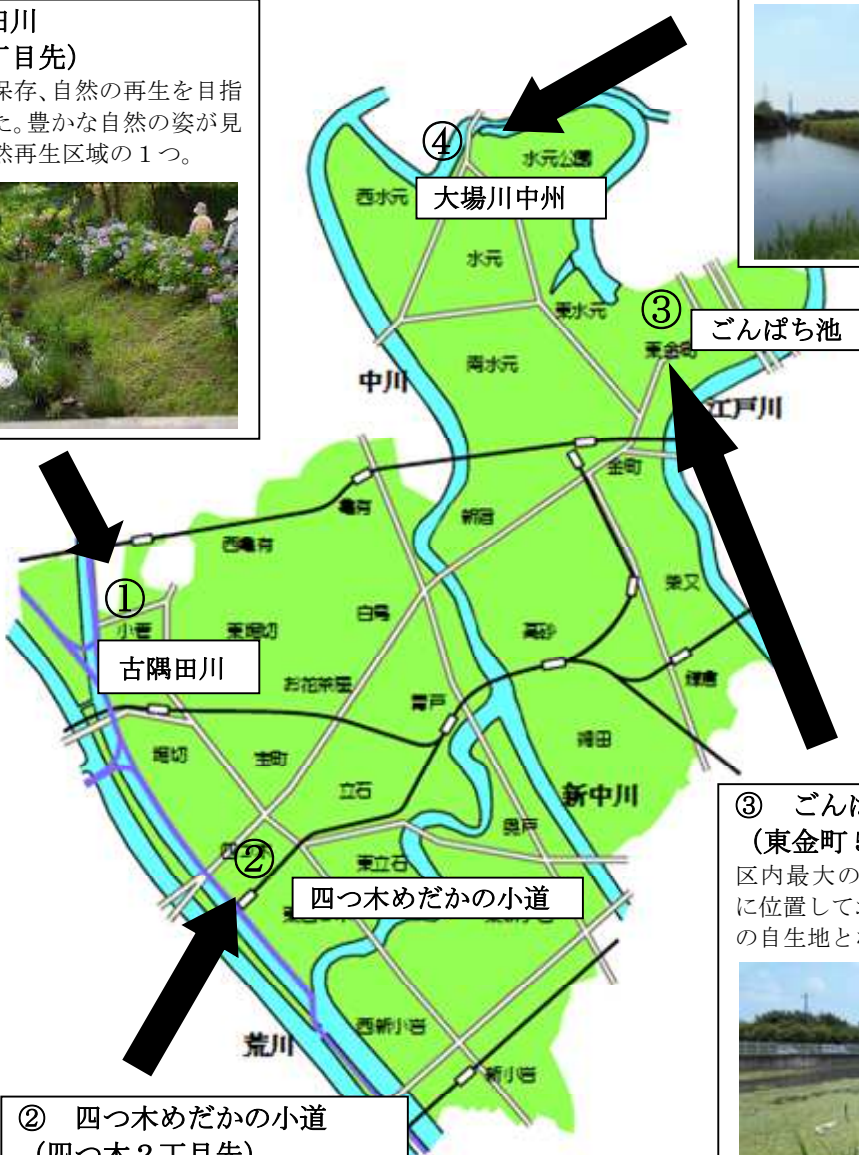 田川
丁目先）
保存、自然の再生を目指
た。豊かな自然の姿が見
然再生区域の１つ。
④
水元公園
西水元
大場川中州
水元
東水元
③
ごんぱち池
東金町
南水元
中川
江戸川
金町
亀有
新宿
西亀有
柴又
①
小菅
東堀切
白鳥
高砂
古隅田川
お花茶屋
青戸
鎌倉
堀切
宝町
細田
立石
新中川
奥戸
②
東立石
四つ木めだかの小道
荒川
西新小岩
新小岩
③　ごんぱ
（東金町５
区内最大の
に位置して
の自生地と
②　四つ木めだかの小道
（四つ木２丁目先）